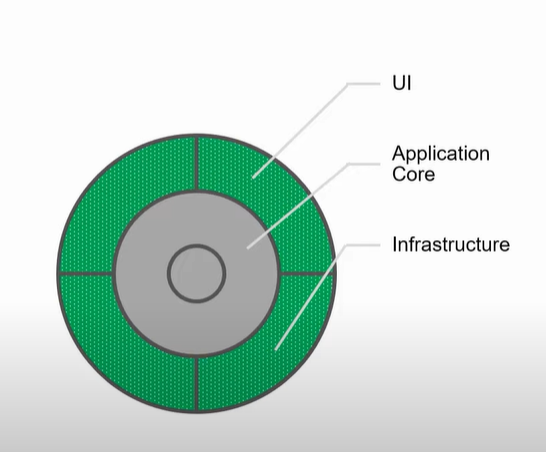 UI
Application
Core
Infrastructure